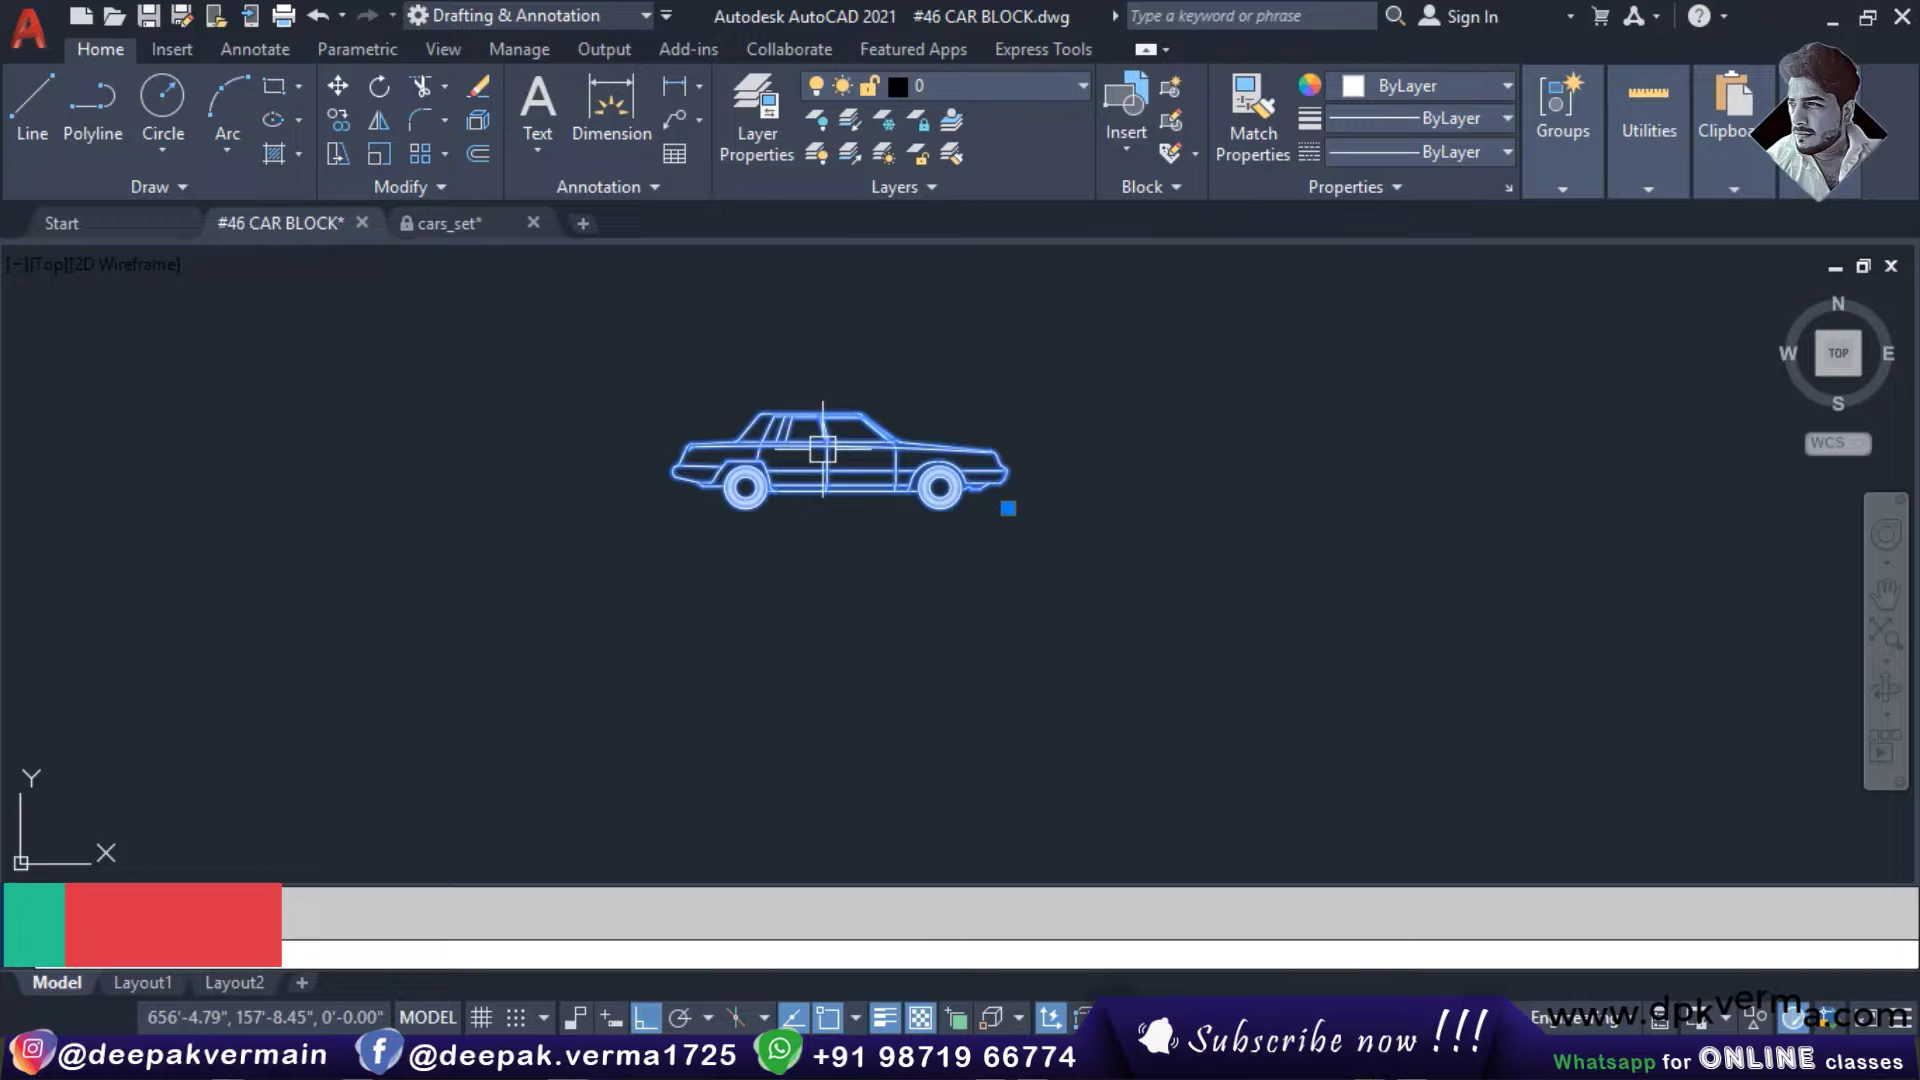 Drafting & Annotation
Autodesk AutoCAD 2021 #46 CAR BLOCK.dwg
Type a keyword or phrase
Sign In
Home Insert Annotate Parametric View Manage Output Add-ins Collaborate Featured Apps Express Tools
0
ByLayer
ByLayer
ByLayer
Line Polyline Circle Arc
Text Dimension
Layer Properties
Insert
Match Properties
Groups Utilities
Draw Modify Annotation Layers Block Properties
Start #46 CAR BLOCK* cars_set*
[−][Top][2D Wireframe]
N
W TOP E
S
WCS
Y
X
Model Layout1 Layout2
656'-4.79", 157'-8.45", 0'-0.00" MODEL
www.dpkverma.com
@deepakvermain @deepak.verma1725 +91 98719 66774
Subscribe now !!!
Whatsapp for ONLINE classes